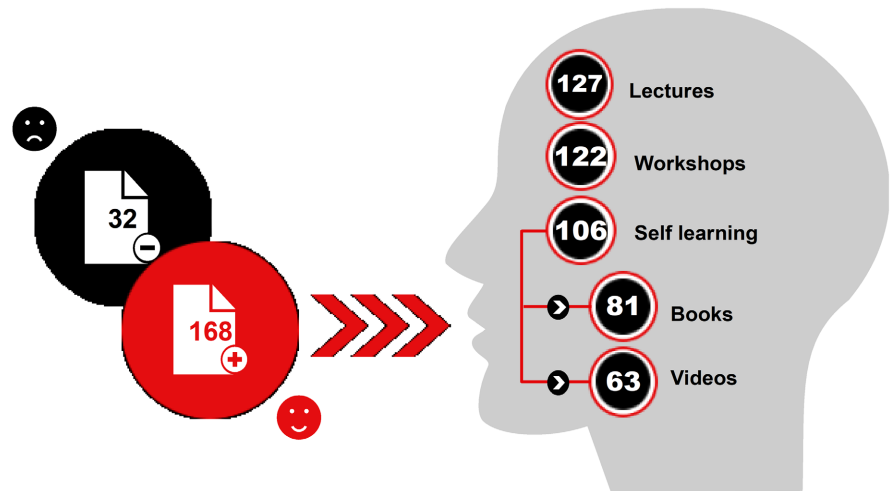 32
168
127
Lectures
122
Workshops
106
Self learning
81
Books
63
Videos